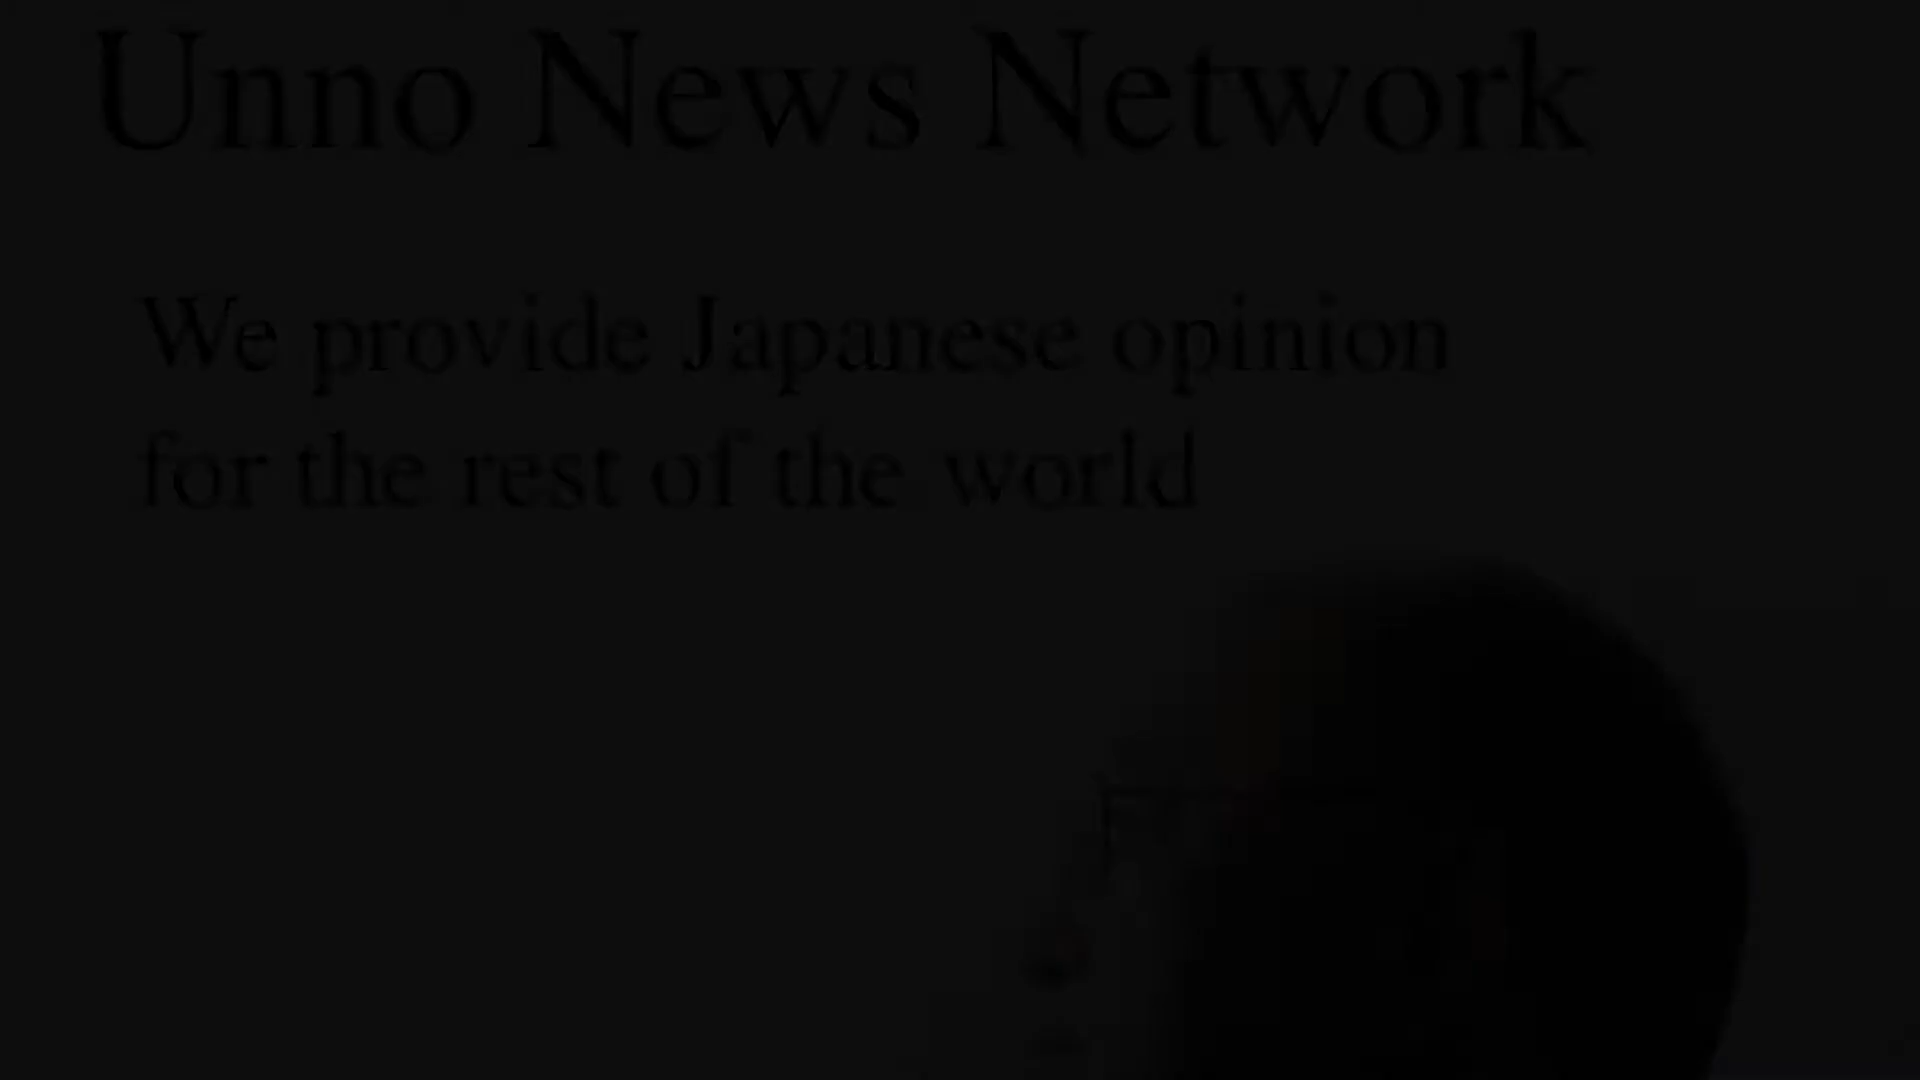 Unno News Network
We provide Japanese opinion
for the rest of the world